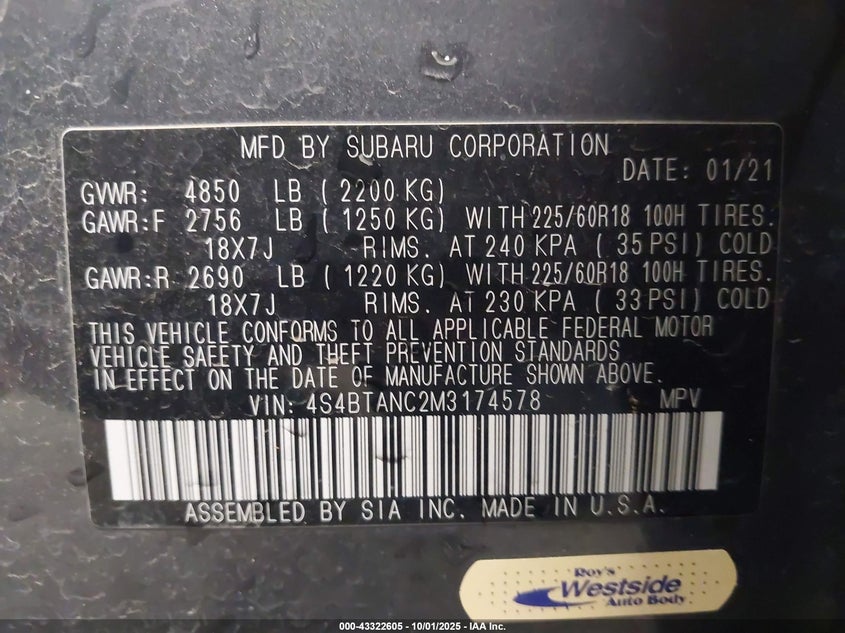 MFD BY SUBARU CORPORATION
DATE: 01/21
GVWR: 4850 LB ( 2200 KG)
GAWR:F 2756 LB ( 1250 KG) WITH 225/60R18 100H TIRES.
18X7J RIMS. AT 240 KPA ( 35 PSI) COLD
GAWR:R 2690 LB ( 1220 KG) WITH 225/60R18 100H TIRES.
18X7J RIMS. AT 230 KPA ( 33 PSI) COLD
THIS VEHICLE CONFORMS TO ALL APPLICABLE FEDERAL MOTOR
VEHICLE SAFETY AND THEFT PREVENTION STANDARDS
IN EFFECT ON THE DATE OF MANUFACTURE SHOWN ABOVE.
VIN: 4S4BTANC2M3174578 MPV
ASSEMBLED BY SIA INC. MADE IN U.S.A.
Roy's
Westside
Auto Body
000-43322605 - 10/01/2025 - IAA Inc.